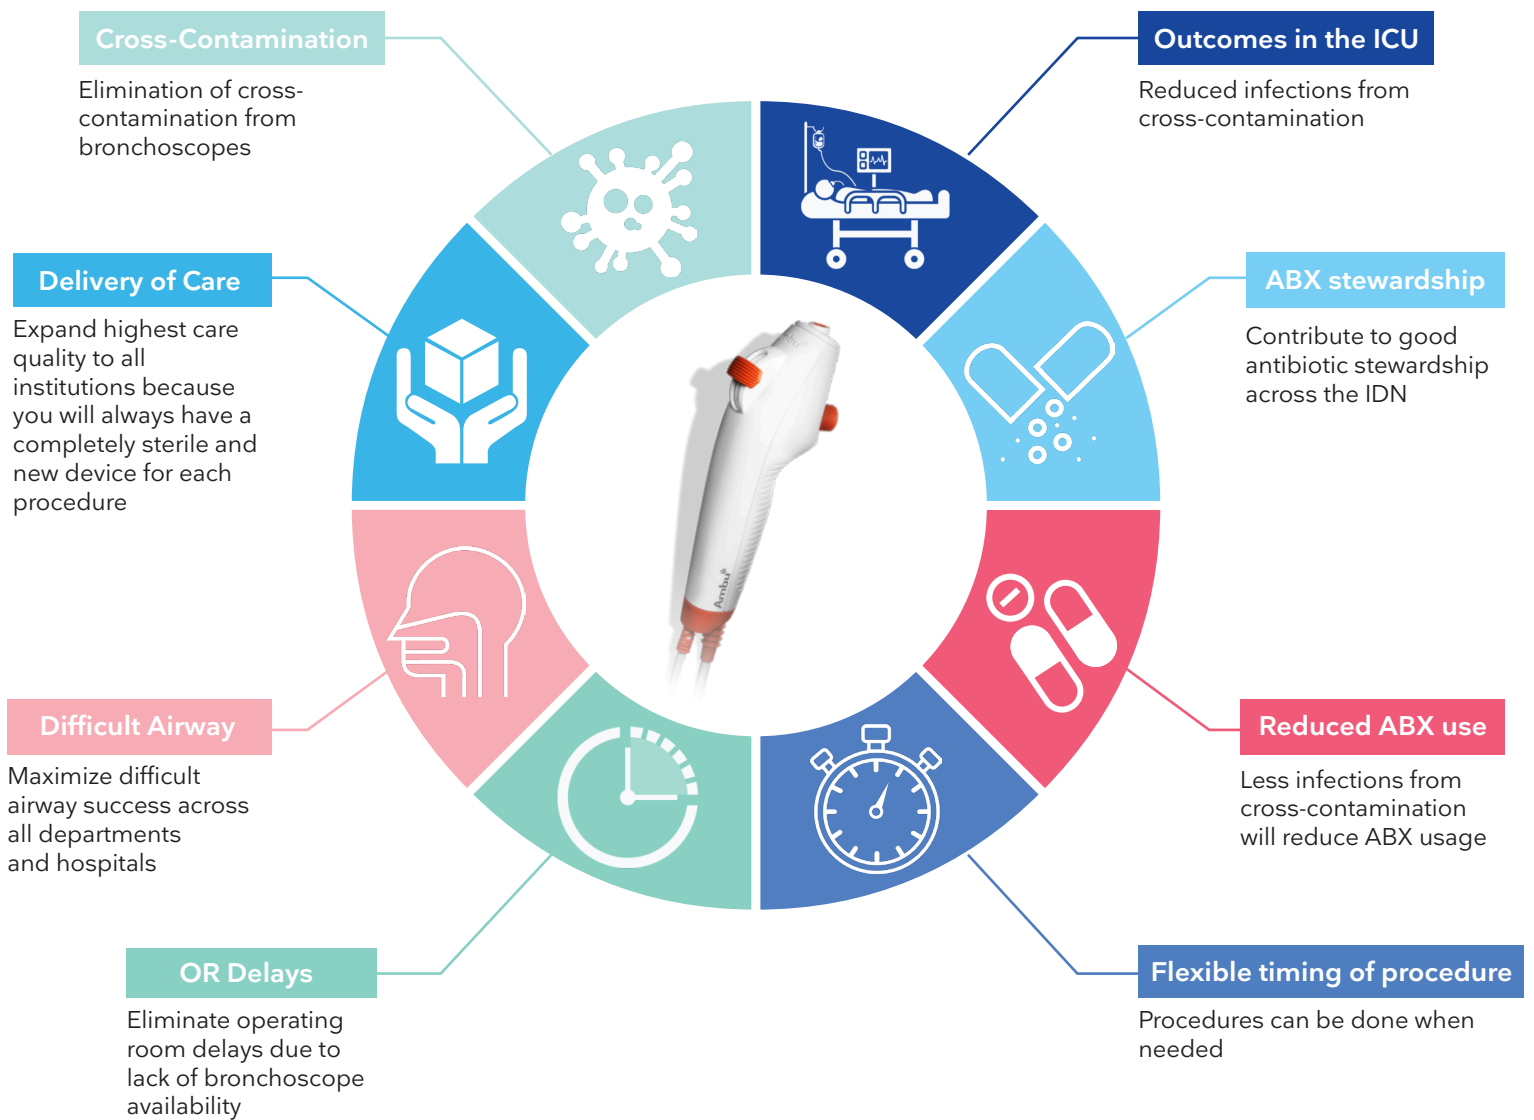 Cross-Contamination
Elimination of cross-
contamination from
bronchoscopes
Outcomes in the ICU
Reduced infections from
cross-contamination
Delivery of Care
Expand highest care
quality to all
institutions because
you will always have a
completely sterile and
new device for each
procedure
ABX stewardship
Contribute to good
antibiotic stewardship
across the IDN
Ambu
Difficult Airway
Maximize difficult
airway success across
all departments
and hospitals
Reduced ABX use
Less infections from
cross-contamination
will reduce ABX usage
OR Delays
Eliminate operating
room delays due to
lack of bronchoscope
availability
Flexible timing of procedure
Procedures can be done when
needed